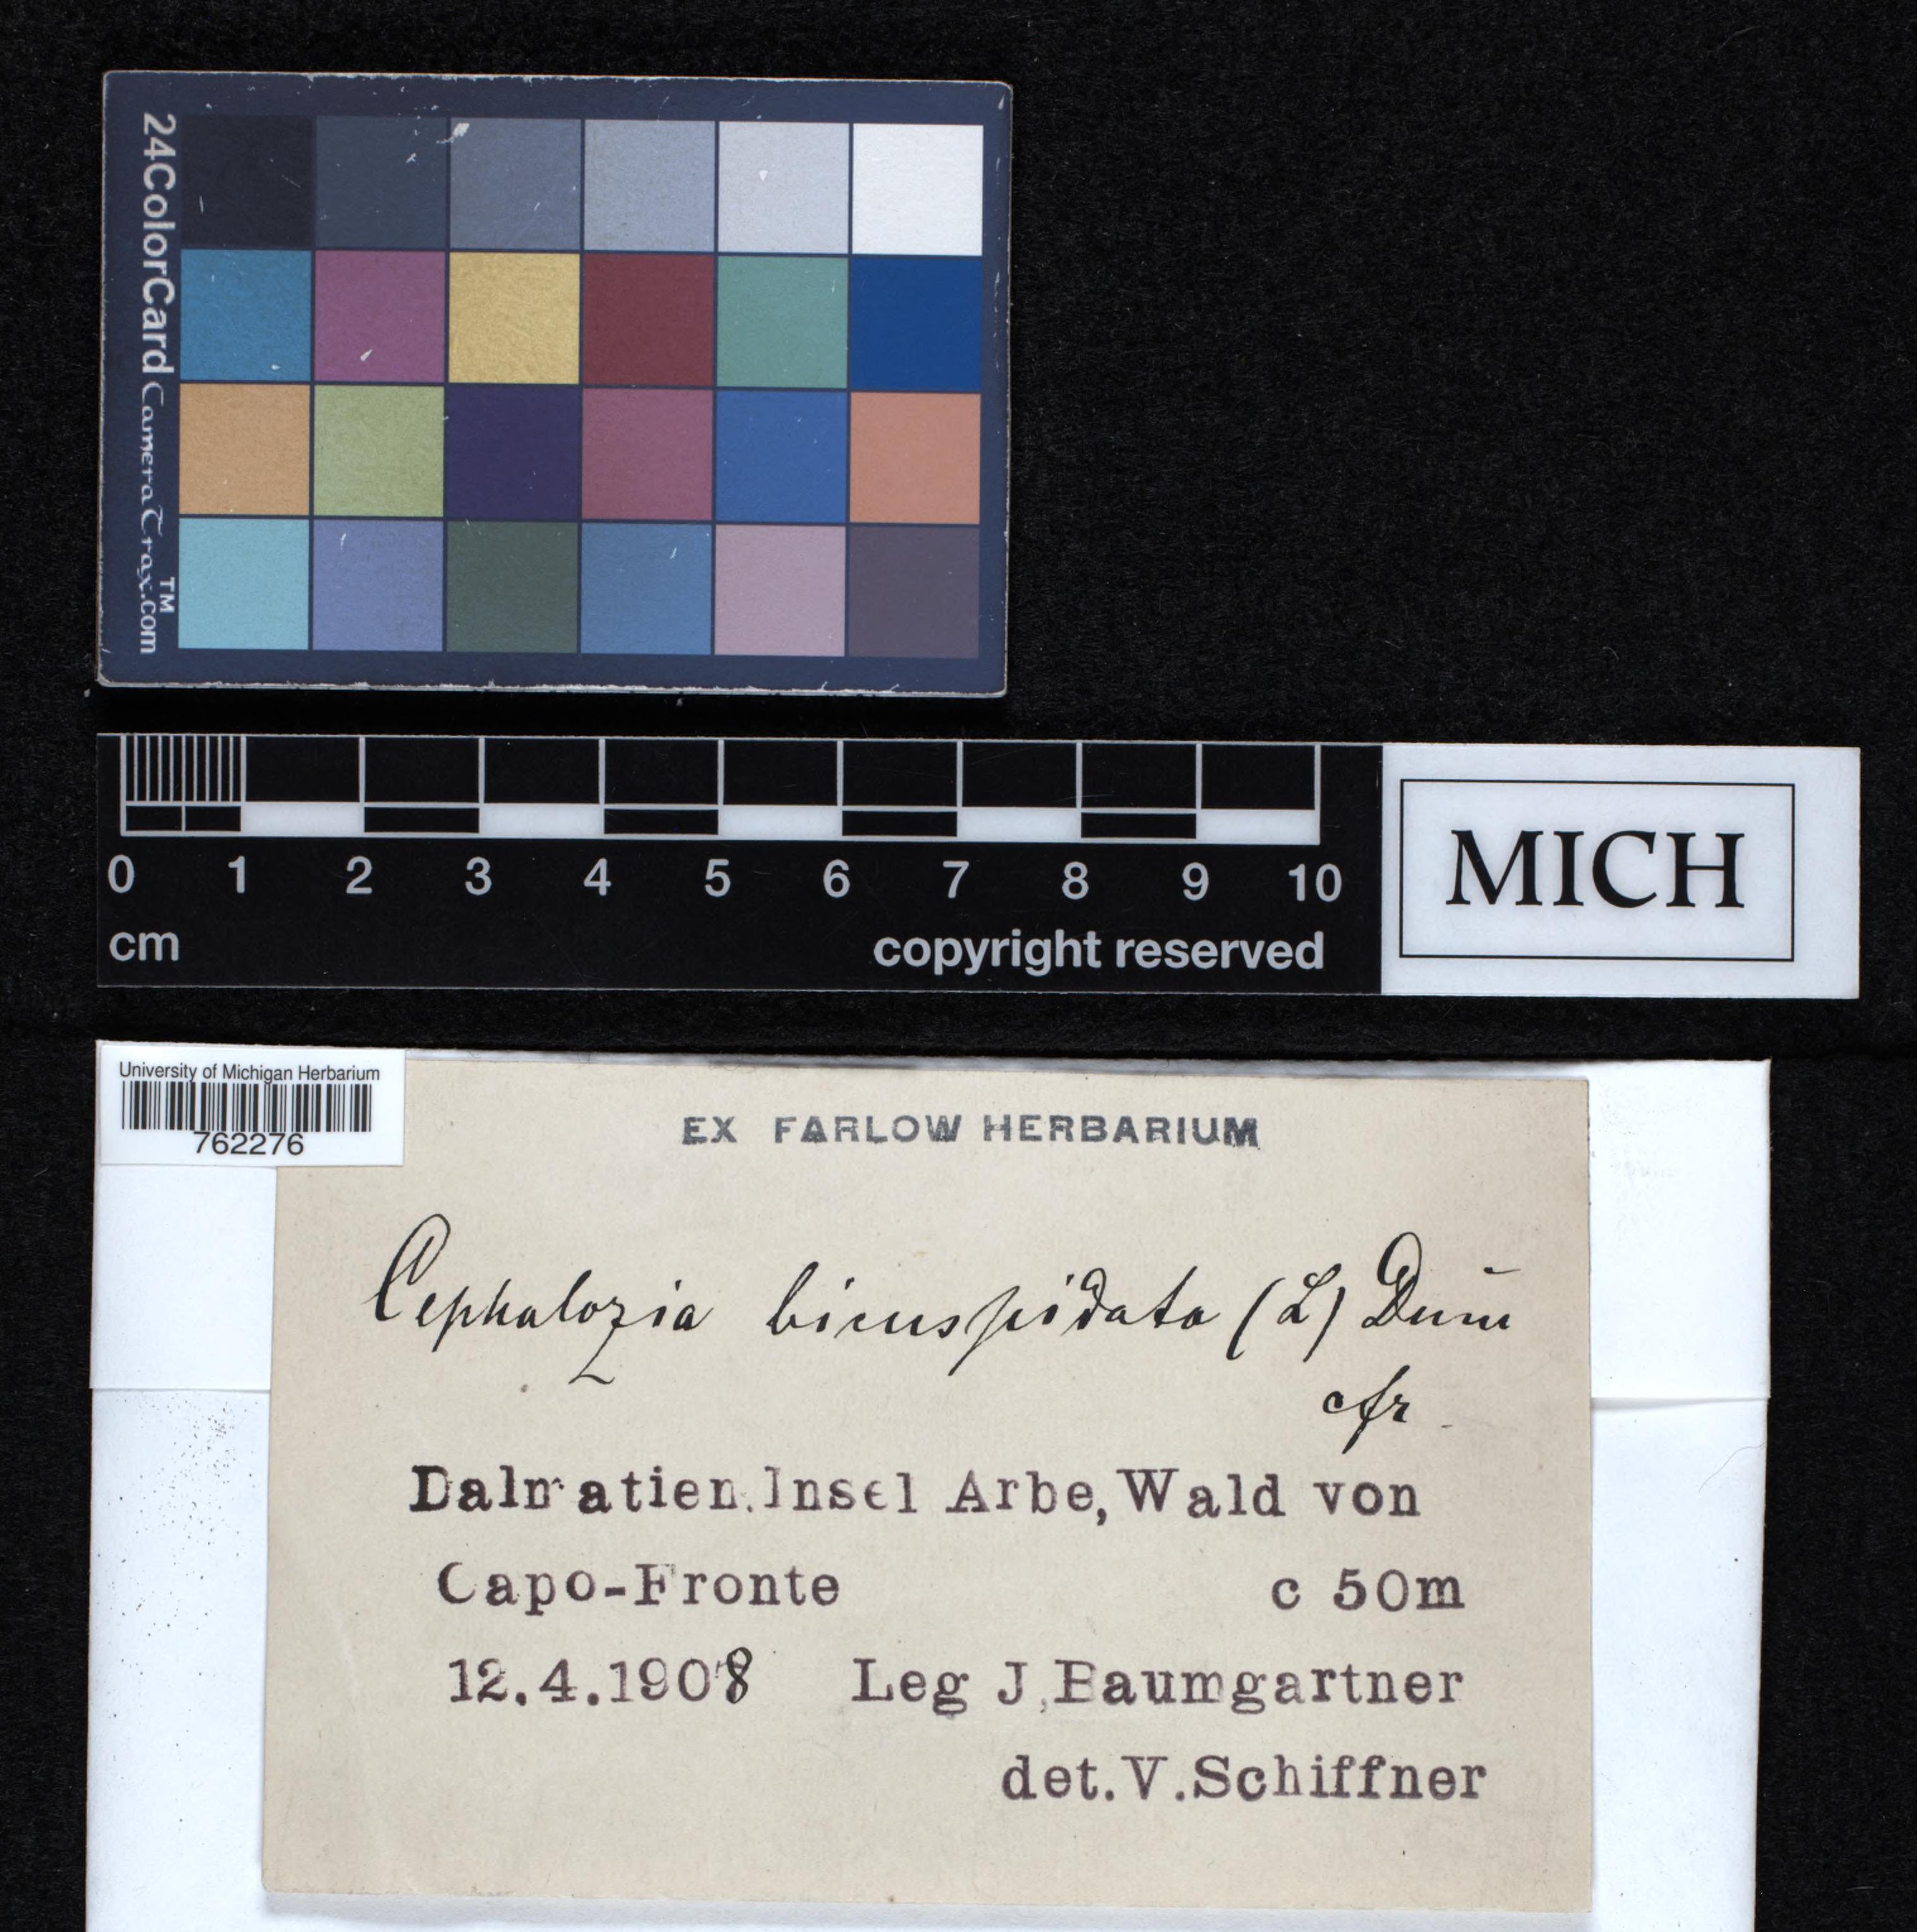 24ColorCard CameraTrax.com ™
0 1 2 3 4 5 6 7 8 9 10
cm copyright reserved
MICH
University of Michigan Herbarium
762276
EX FARLOW HERBARIUM
Cephalozia bicuspidata (L) Dum̄
cfr
Dalmatien.Insel Arbe, Wald von
Capo-Fronte c 50m
12.4.1908 Leg J.Baumgartner
det.V.Schiffner